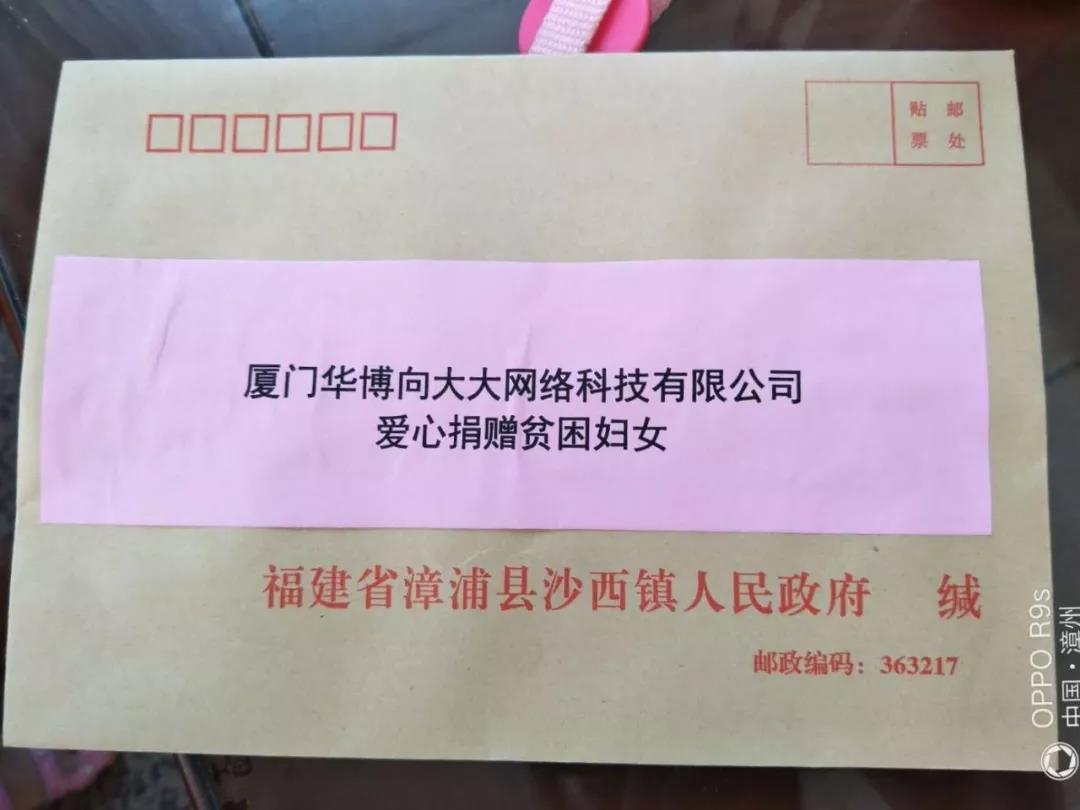 贴 邮
票 处
厦门华博向大大网络科技有限公司
爱心捐赠贫困妇女
福建省漳浦县沙西镇人民政府 缄
邮政编码：363217
OPPO R9s
中国·漳州